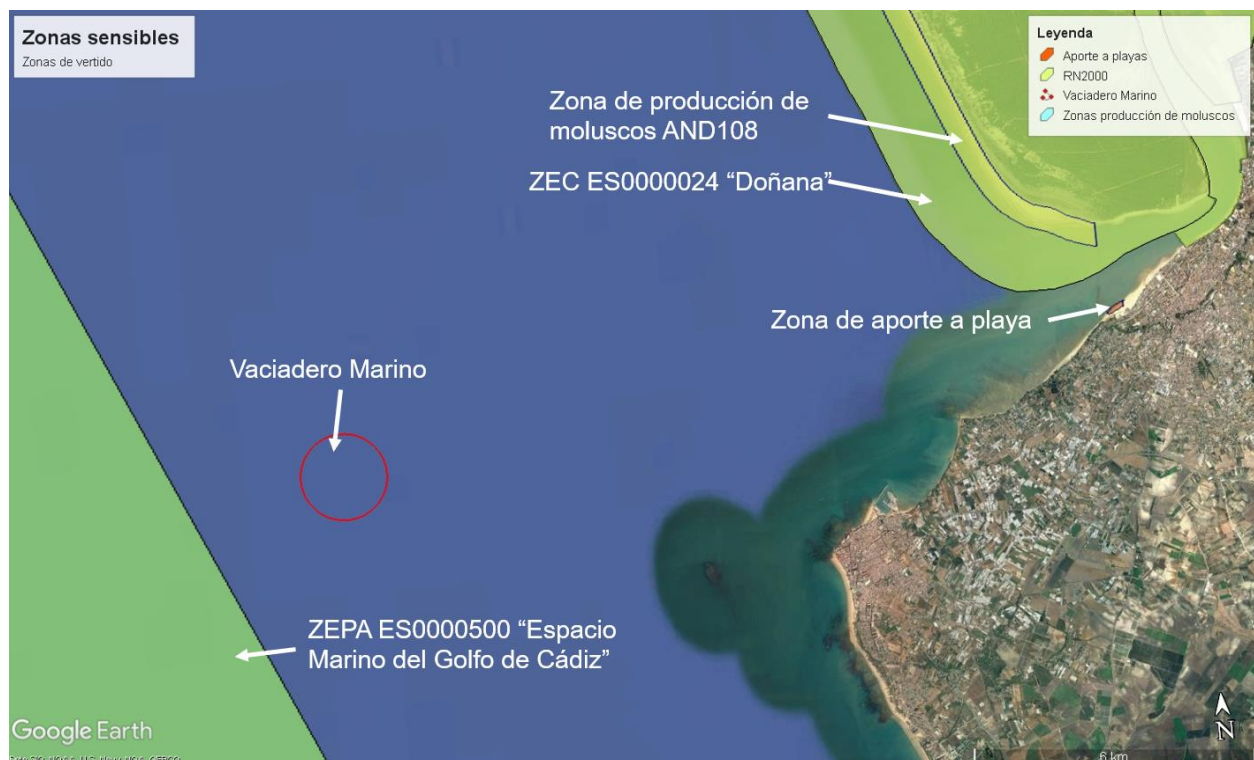 Zonas sensibles
Zonas de vertido
Leyenda
Aporte a playas
RN2000
Vaciadero Marino
Zonas producción de moluscos
Zona de producción de
moluscos AND108
ZEC ES0000024 “Doñana”
Zona de aporte a playa
Vaciadero Marino
ZEPA ES0000500 “Espacio
Marino del Golfo de Cádiz”
Google Earth
N
6 km